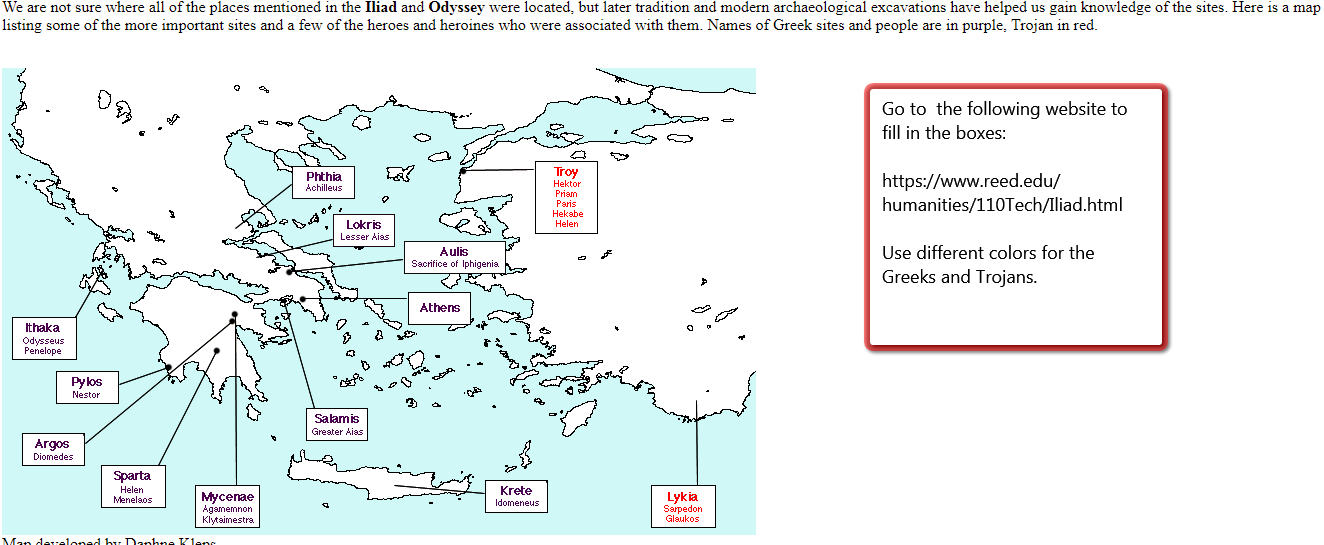 We are not sure where all of the places mentioned in the Iliad and Odyssey were located, but later tradition and modern archaeological excavations have helped us gain knowledge of the sites. Here is a map
listing some of the more important sites and a few of the heroes and heroines who were associated with them. Names of Greek sites and people are in purple, Trojan in red.
Go to the following website to
fill in the boxes:
https://www.reed.edu/
humanities/110Tech/Iliad.html
Use different colors for the
Greeks and Trojans.
Phthia
Achilleus
Troy
Hektor
Priam
Paris
Hekabe
Helen
Lokris
Lesser Aias
Aulis
Sacrifice of Iphigenia
Athens
Ithaka
Odysseus
Penelope
Pylos
Nestor
Salamis
Greater Aias
Argos
Diomedes
Sparta
Helen
Menelaos
Mycenae
Agamemnon
Klytaimestra
Krete
Idomeneus
Lykia
Sarpedon
Glaukos
Map developed by Daphne Kleps